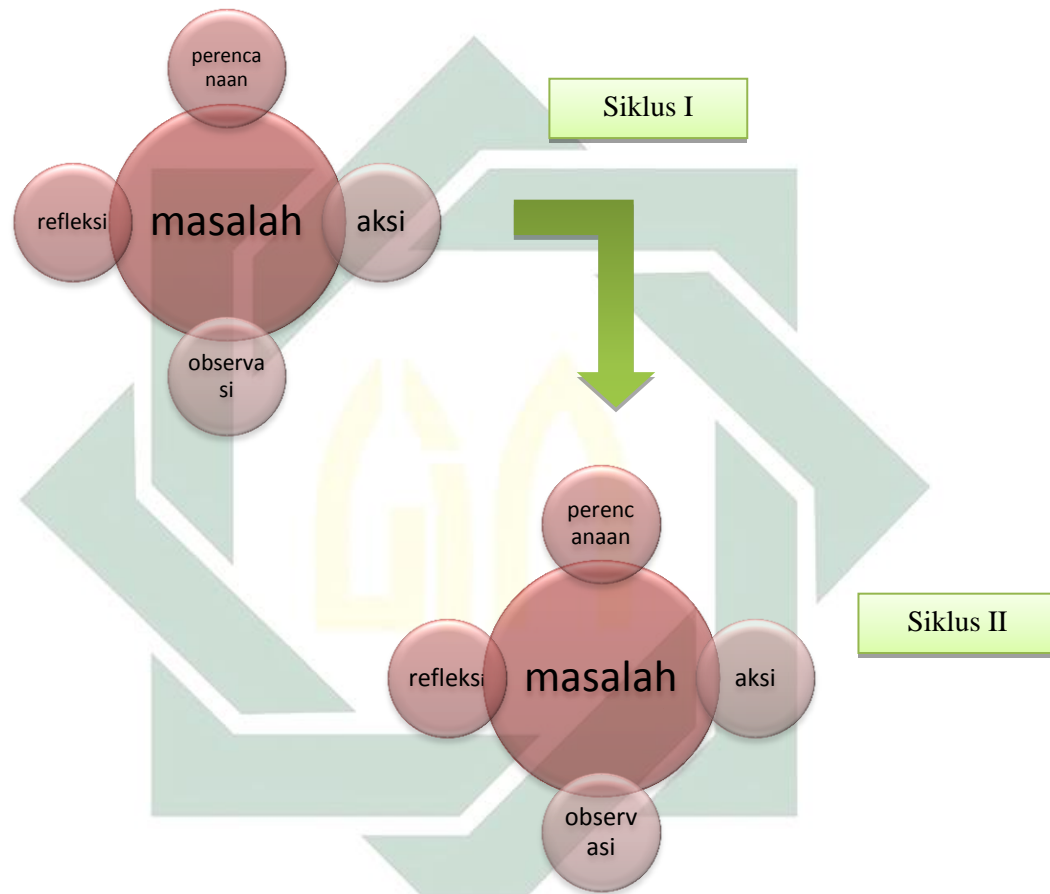 perenca
naan
Siklus I
refleksi
masalah
aksi
observa
si
perenc
anaan
Siklus II
refleksi
masalah
aksi
observ
asi